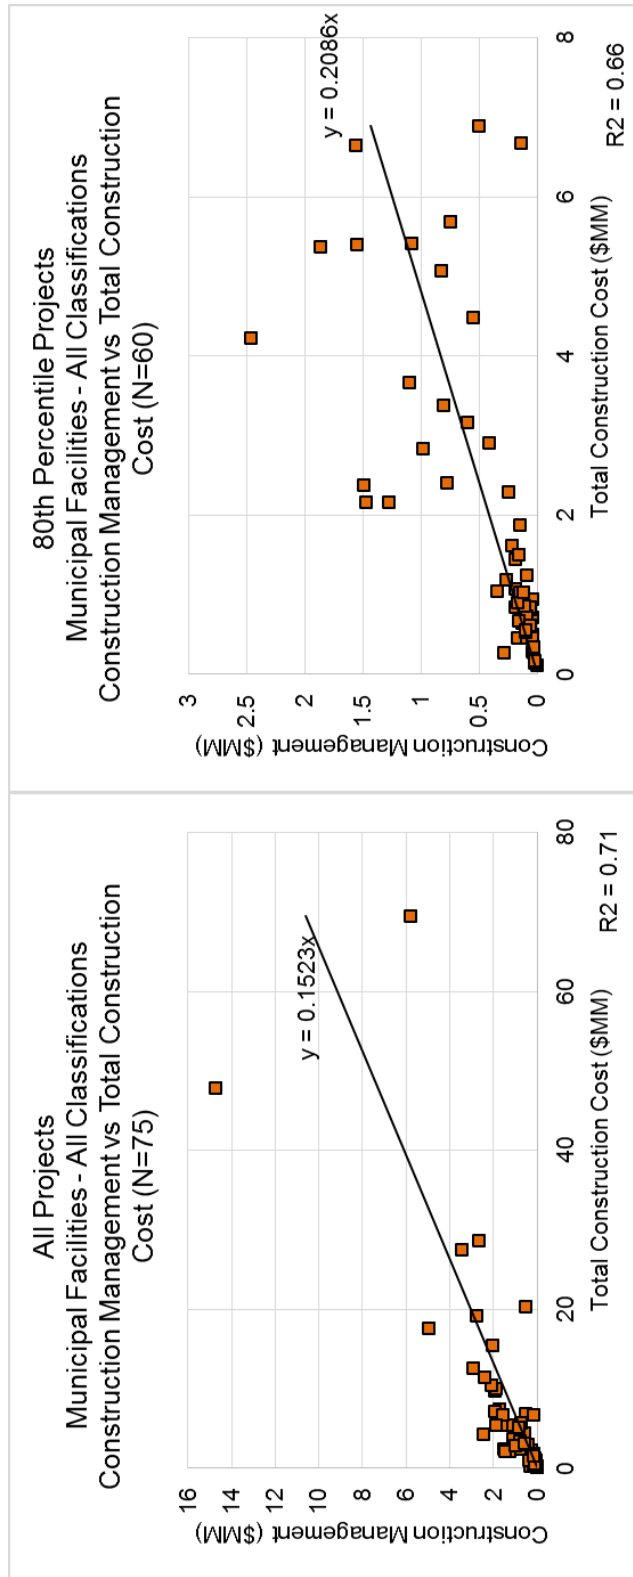 All Projects
Municipal Facilities - All Classifications
Construction Management vs Total Construction
Cost (N=75)
Construction Management ($MM)
16
14
12
10
8
6
4
2
0
y = 0.1523x
0
20
40
60
80
Total Construction Cost ($MM)
R2 = 0.71
80th Percentile Projects
Municipal Facilities - All Classifications
Construction Management vs Total Construction
Cost (N=60)
Construction Management ($MM)
3
2.5
2
1.5
1
0.5
0
y = 0.2086x
0
2
4
6
8
Total Construction Cost ($MM)
R2 = 0.66